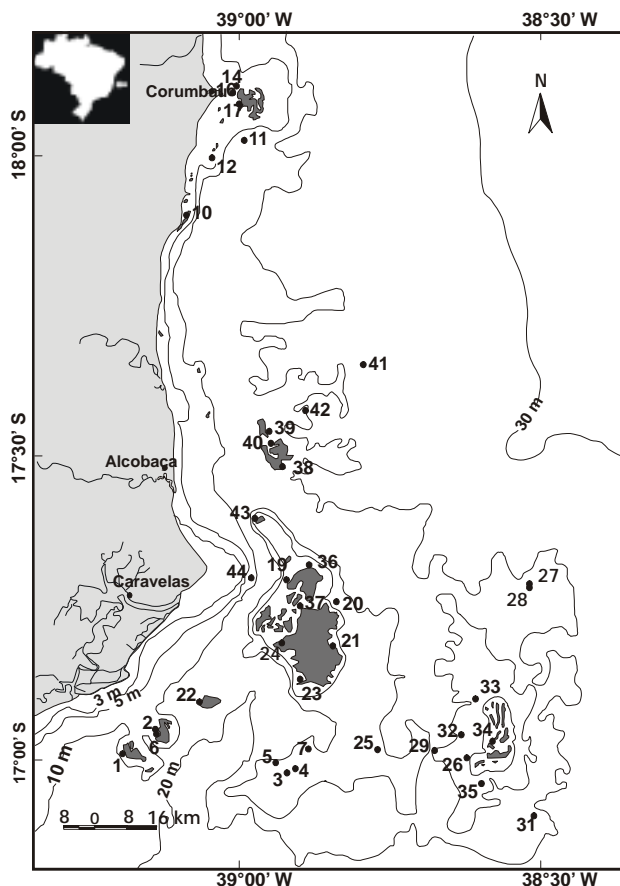 39°00' W 38°30' W
14
Corumbau
16
17
N
18°00' S
11
12
10
41
42
39
40
30 m
17°30' S
Alcobaça
38
43
36
19
44
27
Caravelas
28
37
20
24
21
23
33
3 m
5 m
22
2
32
34
6
7
25
29
5
26
17°00' S
10 m
1
20 m
3
4
35
31
8 0 8 16 km
39°00' W 38°30' W